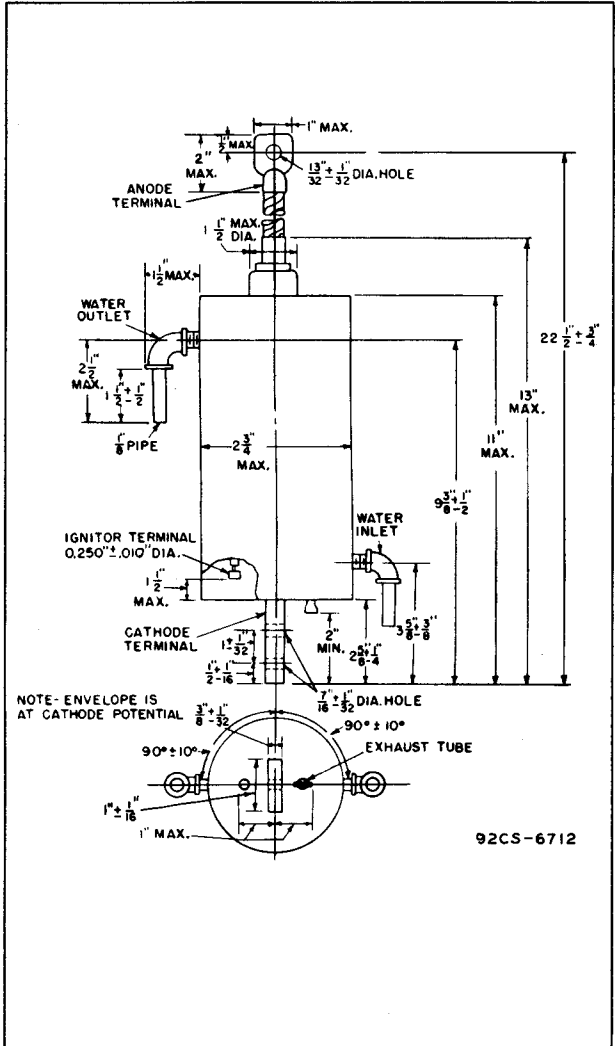 1" MAX.
1/2" MAX.
2" MAX.
13/32" ± 1/32" DIA. HOLE
ANODE TERMINAL
1 1/2" MAX. DIA.
1 1/2" MAX.
WATER OUTLET
2 1/2" MAX.
1 1/2" ± 1/2"
1/8" PIPE
2 3/4" MAX.
22 1/2" ± 3/4"
13" MAX.
11" MAX.
9 3/8" ± 1/2"
WATER INLET
IGNITOR TERMINAL
0.250" ± .010" DIA.
1 1/2" MAX.
CATHODE TERMINAL
1" ± 1/32"
1/2" ± 1/16"
2" MIN.
2 5/8" ± 1/4"
3 5/8" ± 3/8"
7/16" ± 1/32" DIA. HOLE
NOTE- ENVELOPE IS
AT CATHODE POTENTIAL
3/8" ± 1/32"
90° ± 10°
90° ± 10°
EXHAUST TUBE
1" ± 1/16"
1" MAX.
92CS-6712